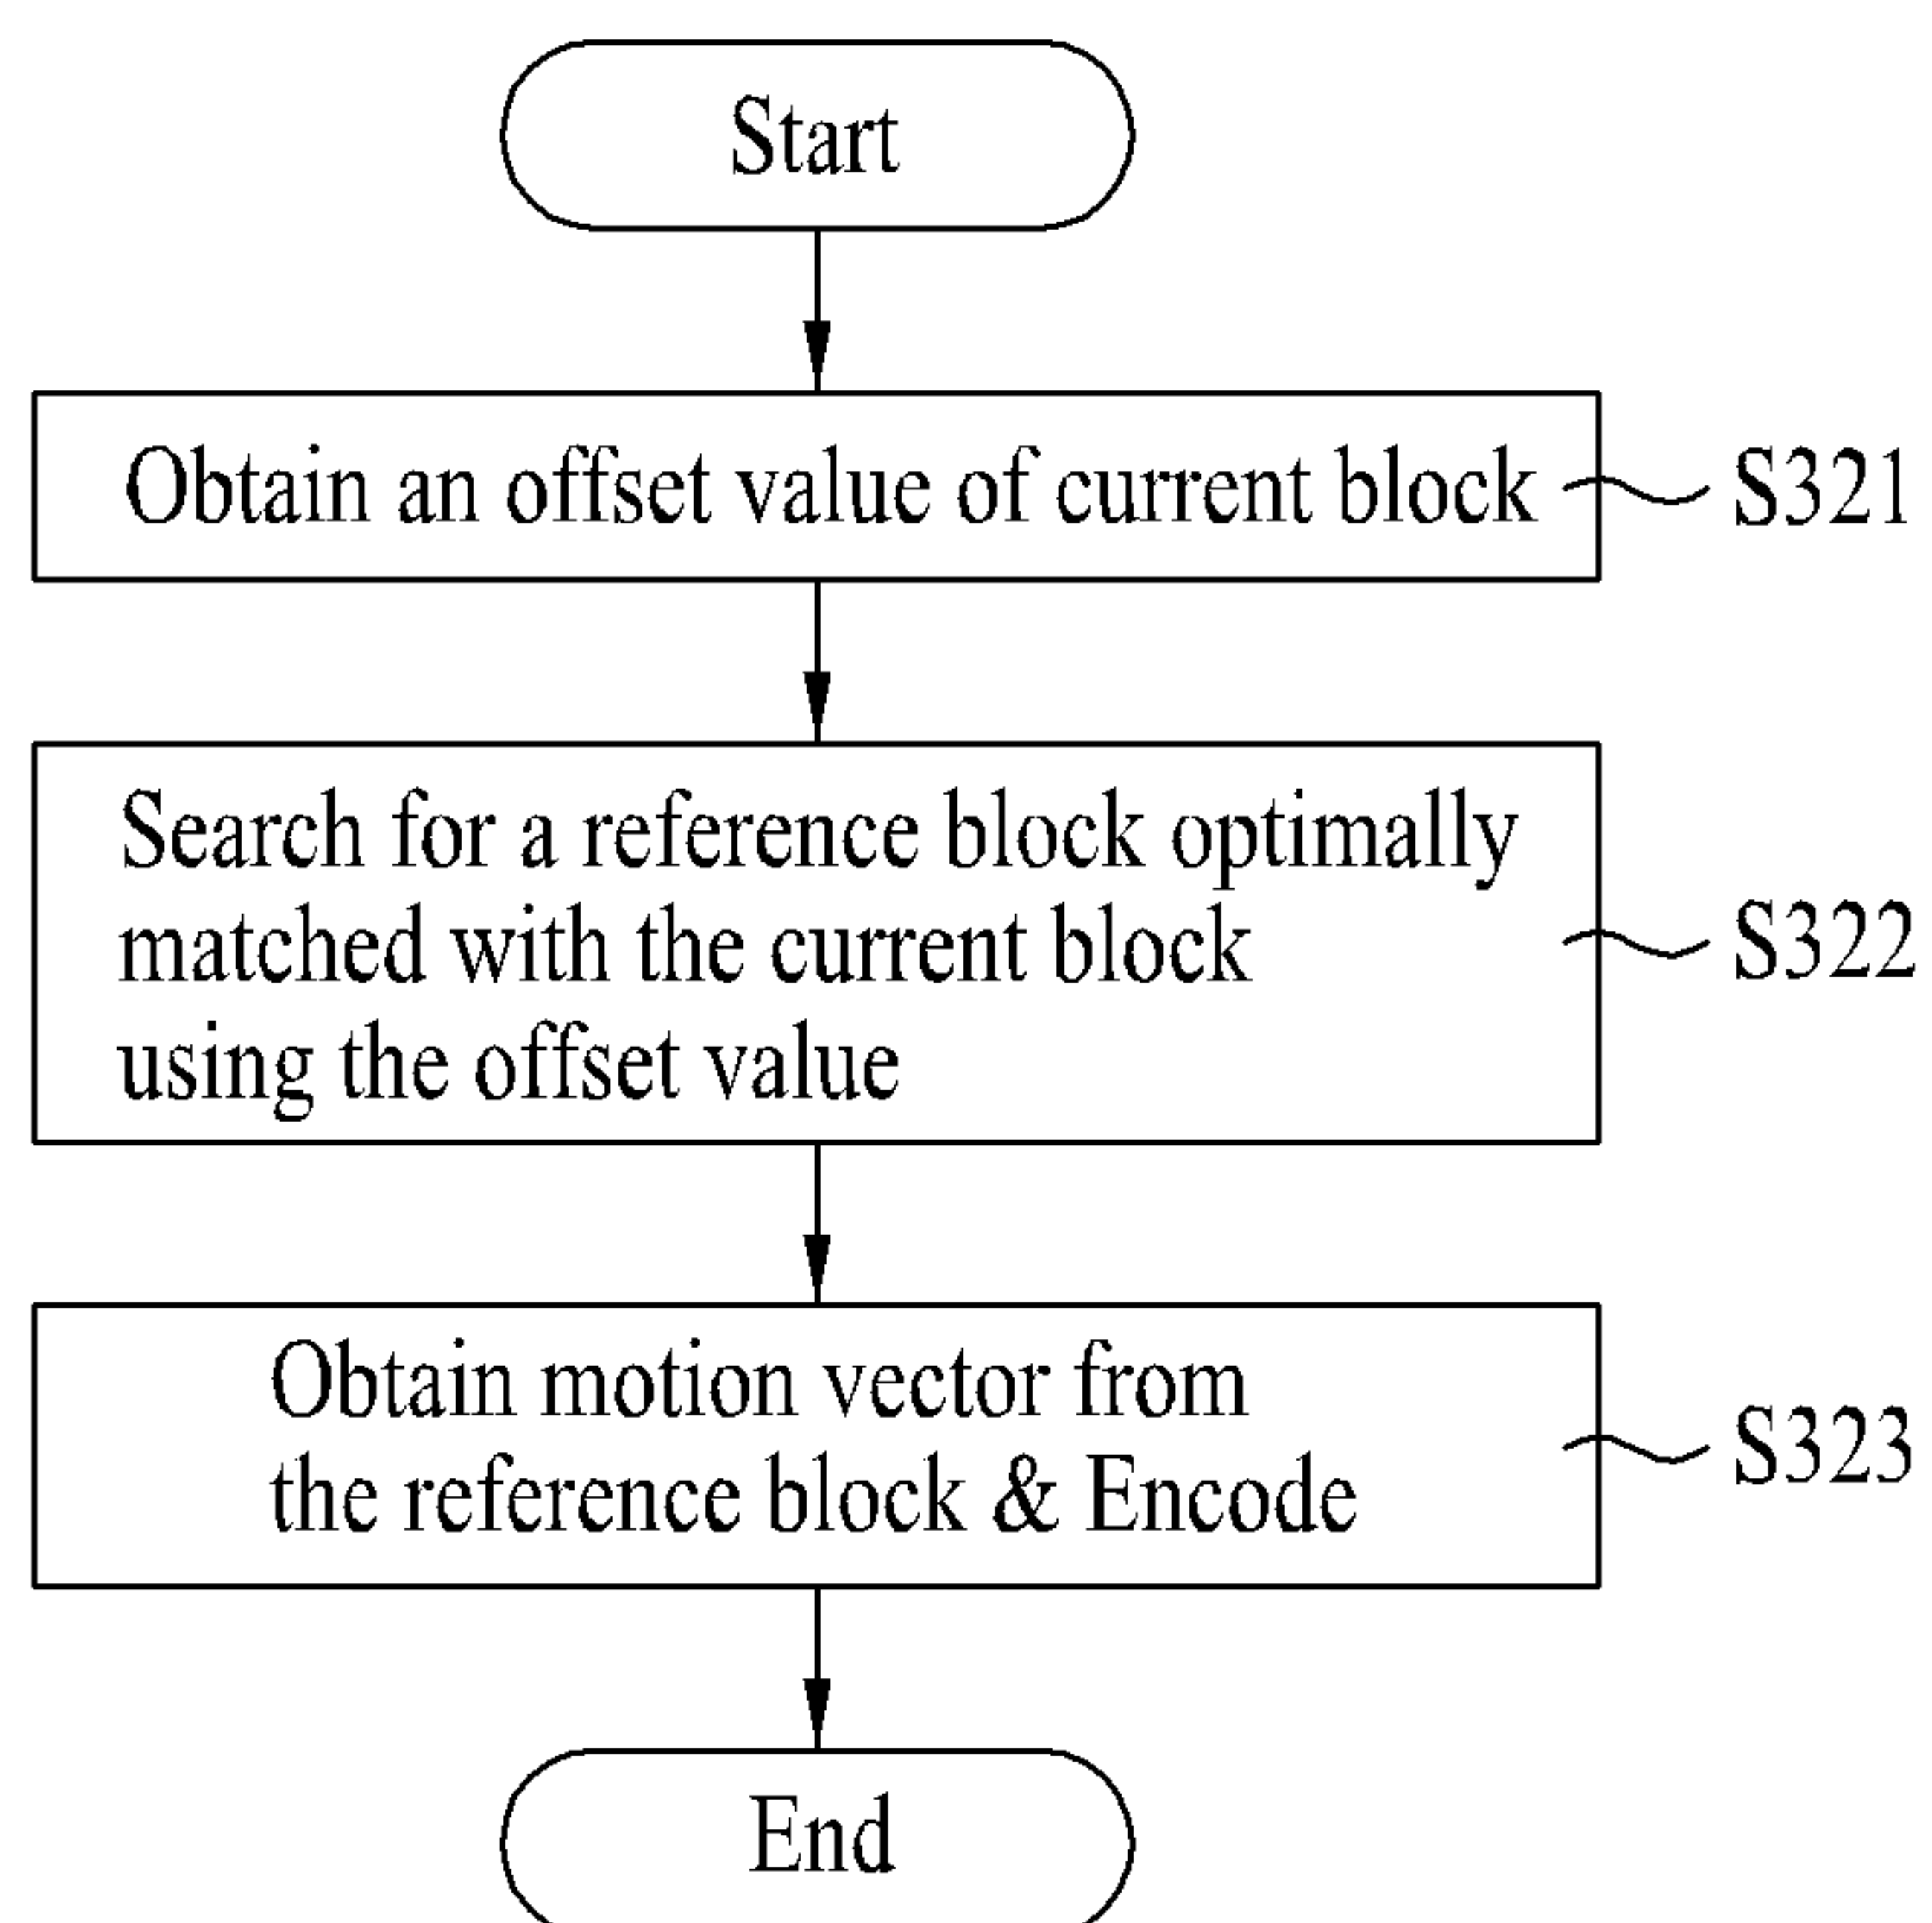 Start
Obtain an offset value of current block
S321
Search for a reference block optimally
matched with the current block
using the offset value
S322
Obtain motion vector from
the reference block & Encode
S323
End